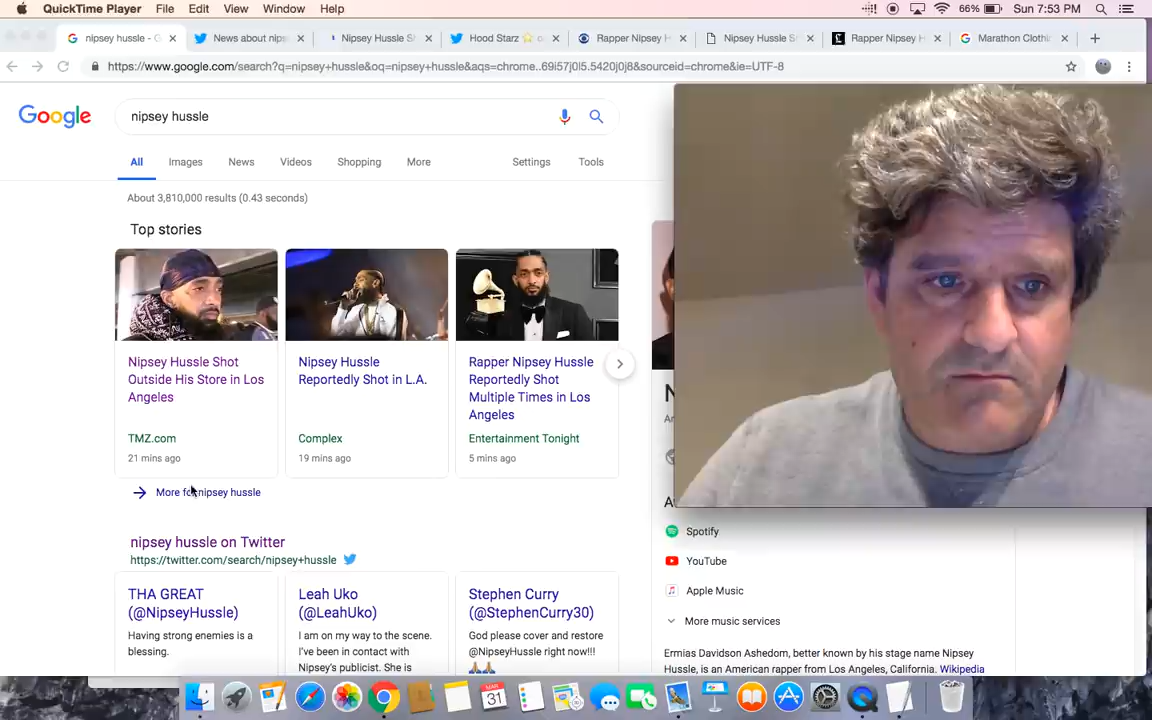 QuickTime Player File Edit View Window Help 66% Sun 7:53 PM
nipsey hussle - G News about nips Nipsey Hussle S Hood Starz Rapper Nipsey H Nipsey Hussle S Rapper Nipsey H Marathon Clothi
https://www.google.com/search?q=nipsey+hussle&oq=nipsey+hussle&aqs=chrome..69i57j0l5.5420j0j8&sourceid=chrome&ie=UTF-8
Google nipsey hussle
All Images News Videos Shopping More Settings Tools
About 3,810,000 results (0.43 seconds)
Top stories
Nipsey Hussle Shot
Outside His Store in Los
Angeles
TMZ.com
21 mins ago
Nipsey Hussle
Reportedly Shot in L.A.
Complex
19 mins ago
Rapper Nipsey Hussle
Reportedly Shot
Multiple Times in Los
Angeles
Entertainment Tonight
5 mins ago
More for nipsey hussle
nipsey hussle on Twitter
https://twitter.com/search/nipsey+hussle
THA GREAT
(@NipseyHussle)
Having strong enemies is a
blessing.
Leah Uko
(@LeahUko)
I am on my way to the scene.
I've been in contact with
Nipsey's publicist. She is
Stephen Curry
(@StephenCurry30)
God please cover and restore
@NipseyHussle right now!!!
Spotify
YouTube
Apple Music
More music services
Ermias Davidson Ashedom, better known by his stage name Nipsey
Hussle, is an American rapper from Los Angeles, California. Wikipedia
MAR
31